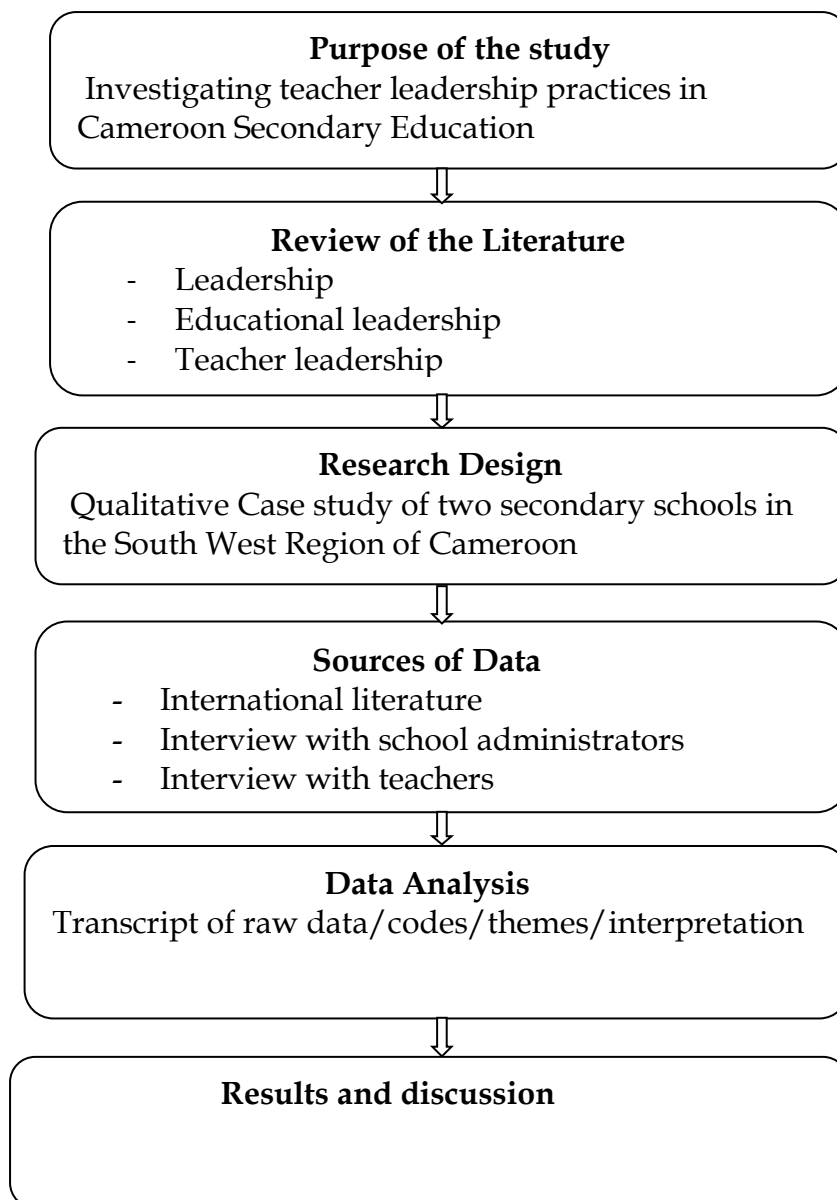 Purpose of the study
Investigating teacher leadership practices in
Cameroon Secondary Education
Review of the Literature
- Leadership
- Educational leadership
- Teacher leadership
Research Design
Qualitative Case study of two secondary schools in
the South West Region of Cameroon
Sources of Data
- International literature
- Interview with school administrators
- Interview with teachers
Data Analysis
Transcript of raw data/codes/themes/interpretation
Results and discussion